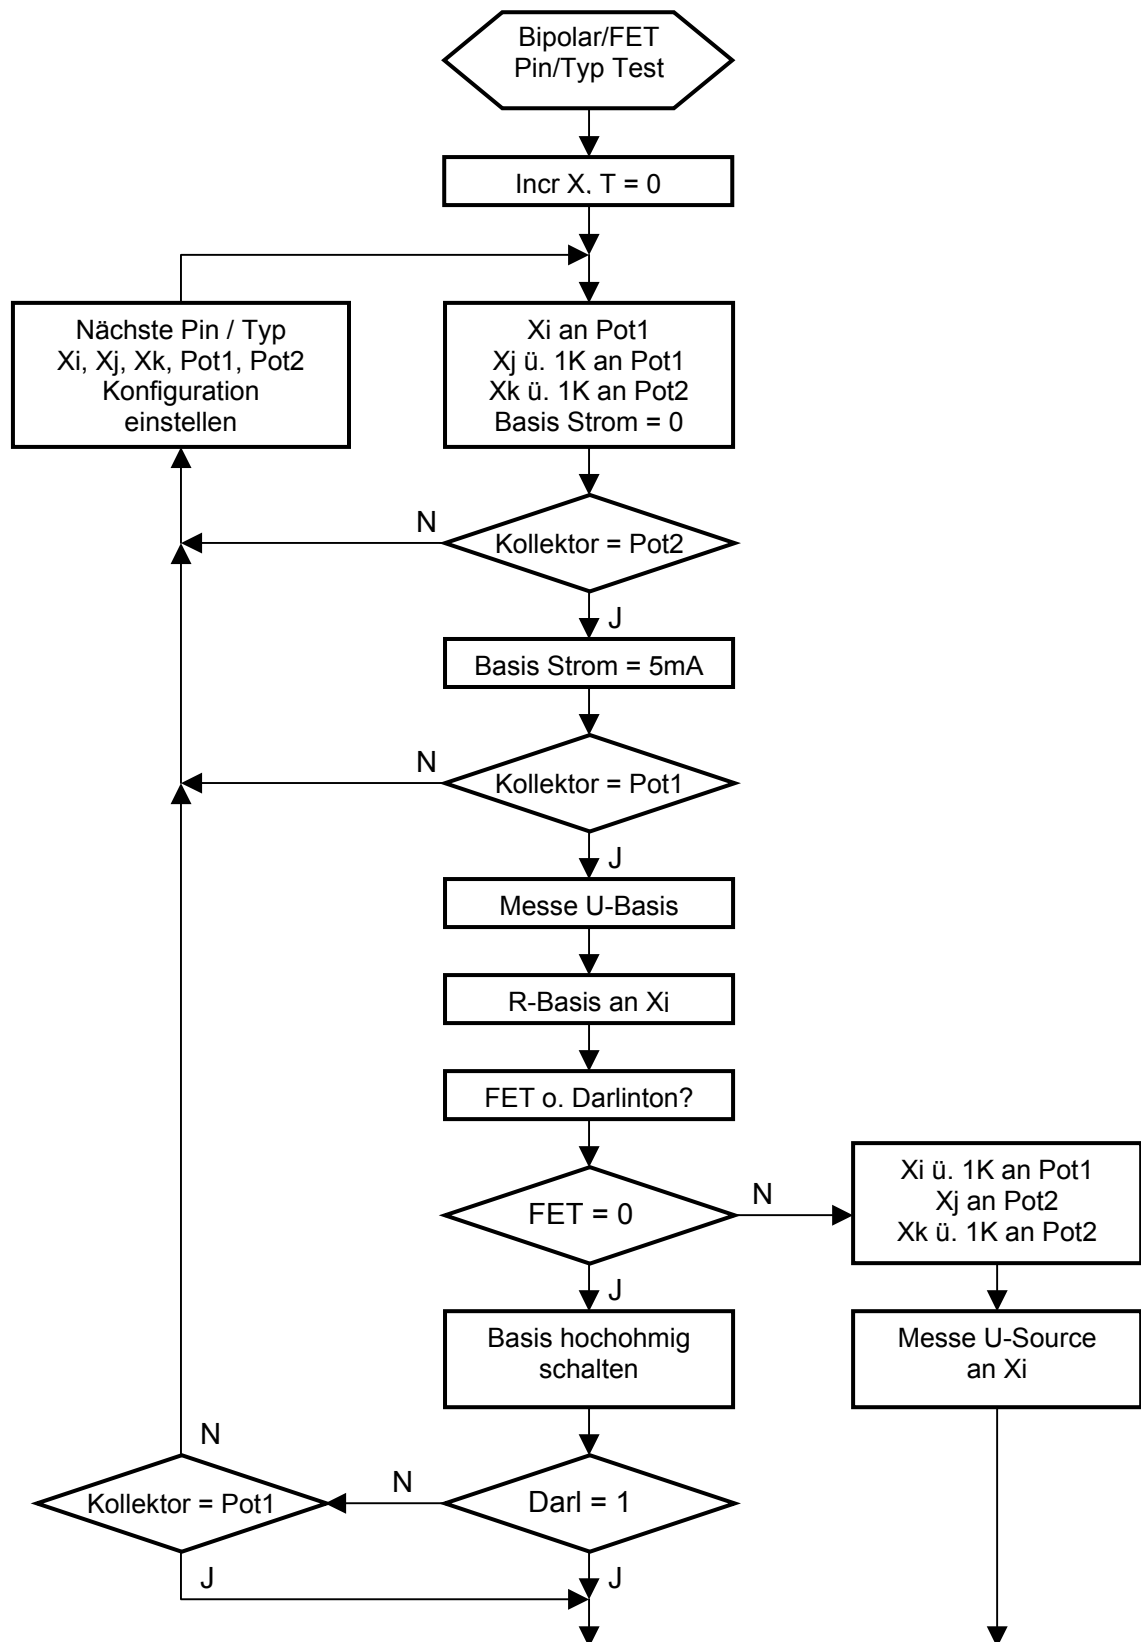 Bipolar/FET
Pin/Typ Test
Incr X, T = 0
Nächste Pin / Typ
Xi, Xj, Xk, Pot1, Pot2
Konfiguration
einstellen
Xi an Pot1
Xj ü. 1K an Pot1
Xk ü. 1K an Pot2
Basis Strom = 0
N
Kollektor = Pot2
J
Basis Strom = 5mA
N
Kollektor = Pot1
J
Messe U-Basis
R-Basis an Xi
FET o. Darlinton?
FET = 0
N
Xi ü. 1K an Pot1
Xj an Pot2
Xk ü. 1K an Pot2
J
Basis hochohmig
schalten
Messe U-Source
an Xi
N
Kollektor = Pot1
N
Darl = 1
J
J